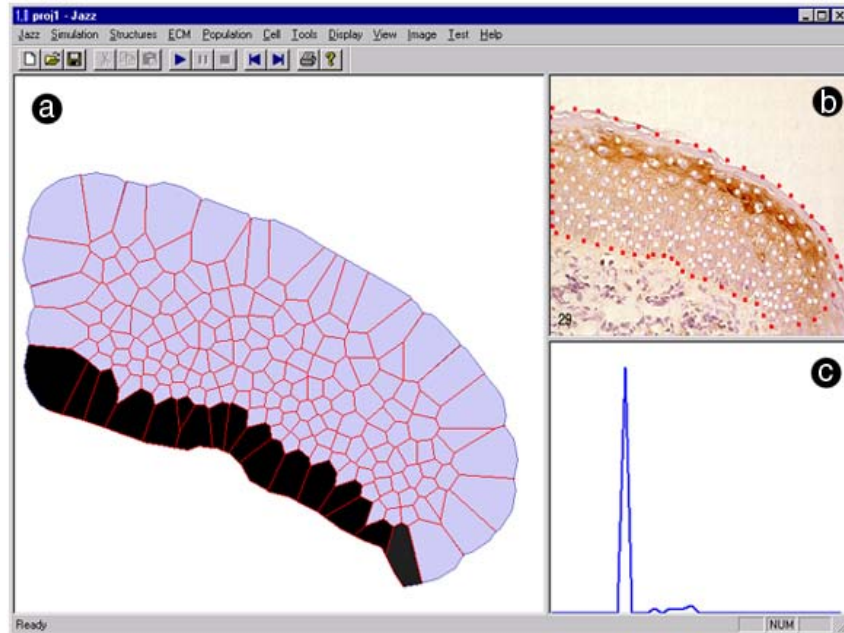 proj1 - Jazz
Jazz Simulation Structures ECM Population Cell Tools Display View Image Test Help
a
b
29
c
Ready
NUM